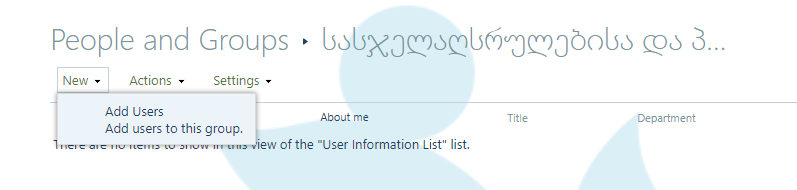 People and Groups ▸ სასჯელაღსრულებისა და პ...
New Actions Settings
Add Users
Add users to this group.
About me Title Department
There are no items to show in this view of the "User Information List" list.